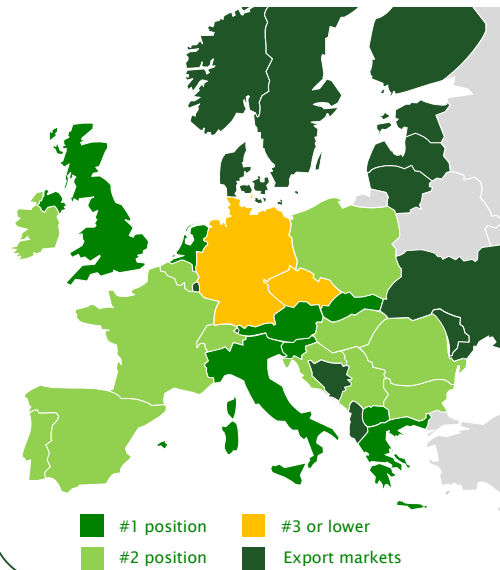 #1 position
#3 or lower
#2 position
Export markets